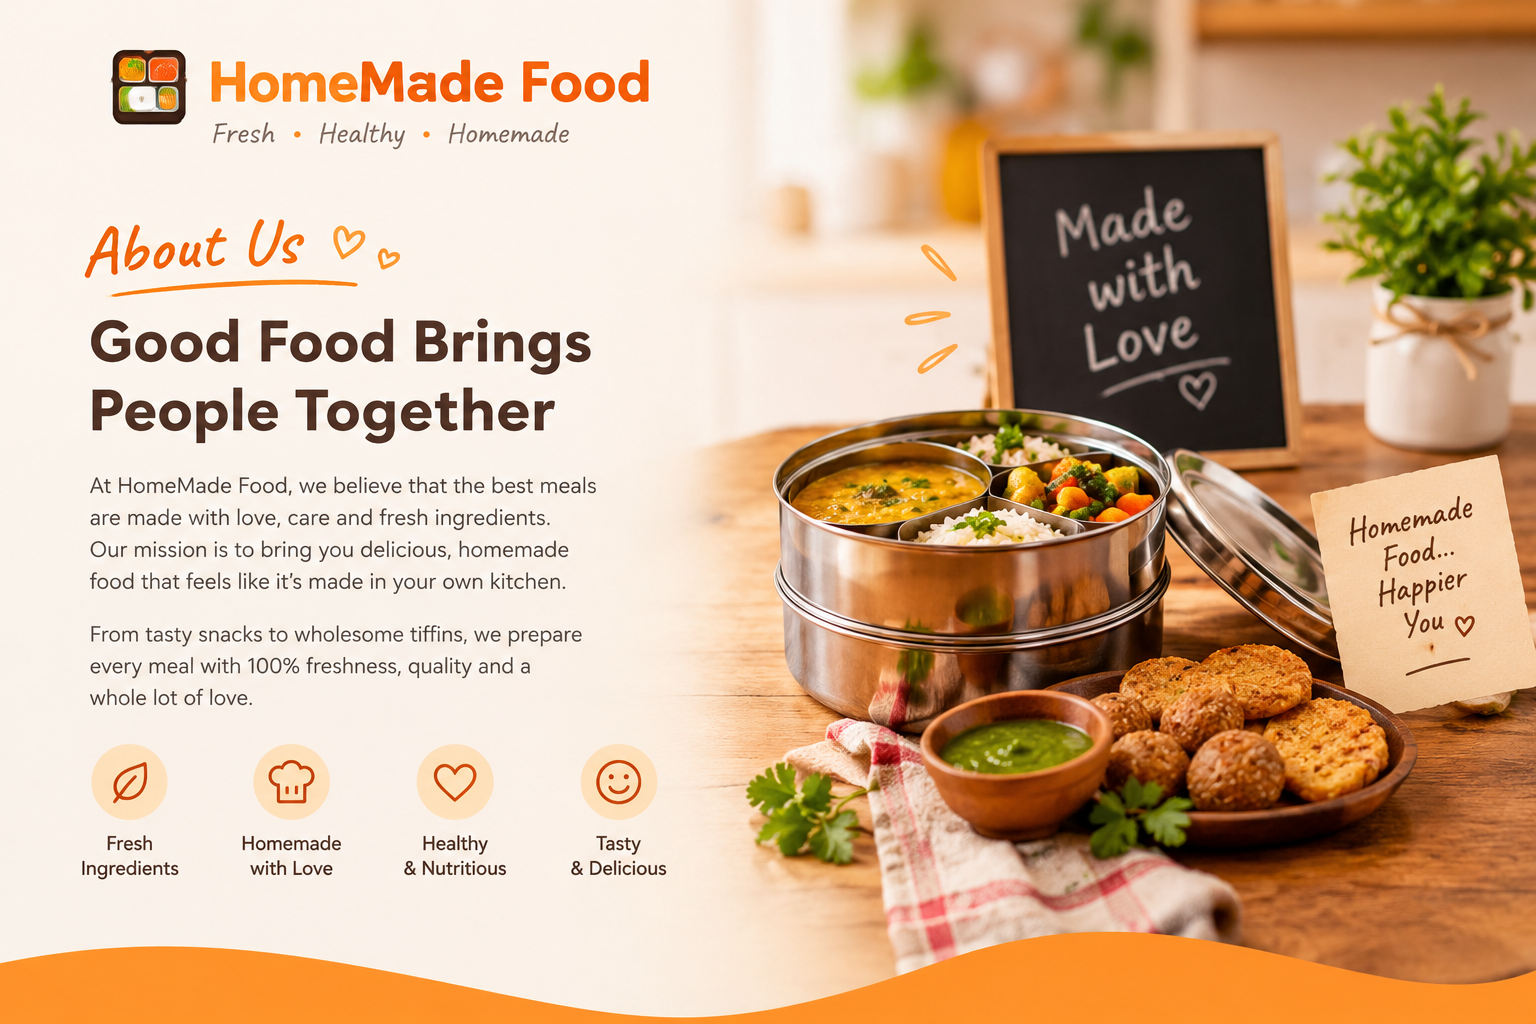 HomeMade Food
Fresh • Healthy • Homemade
About Us
Good Food Brings
People Together
At HomeMade Food, we believe that the best meals
are made with love, care and fresh ingredients.
Our mission is to bring you delicious, homemade
food that feels like it's made in your own kitchen.
From tasty snacks to wholesome tiffins, we prepare
every meal with 100% freshness, quality and a
whole lot of love.
Fresh
Ingredients
Homemade
with Love
Healthy
& Nutritious
Tasty
& Delicious
Made
with
Love
Homemade
Food...
Happier
You